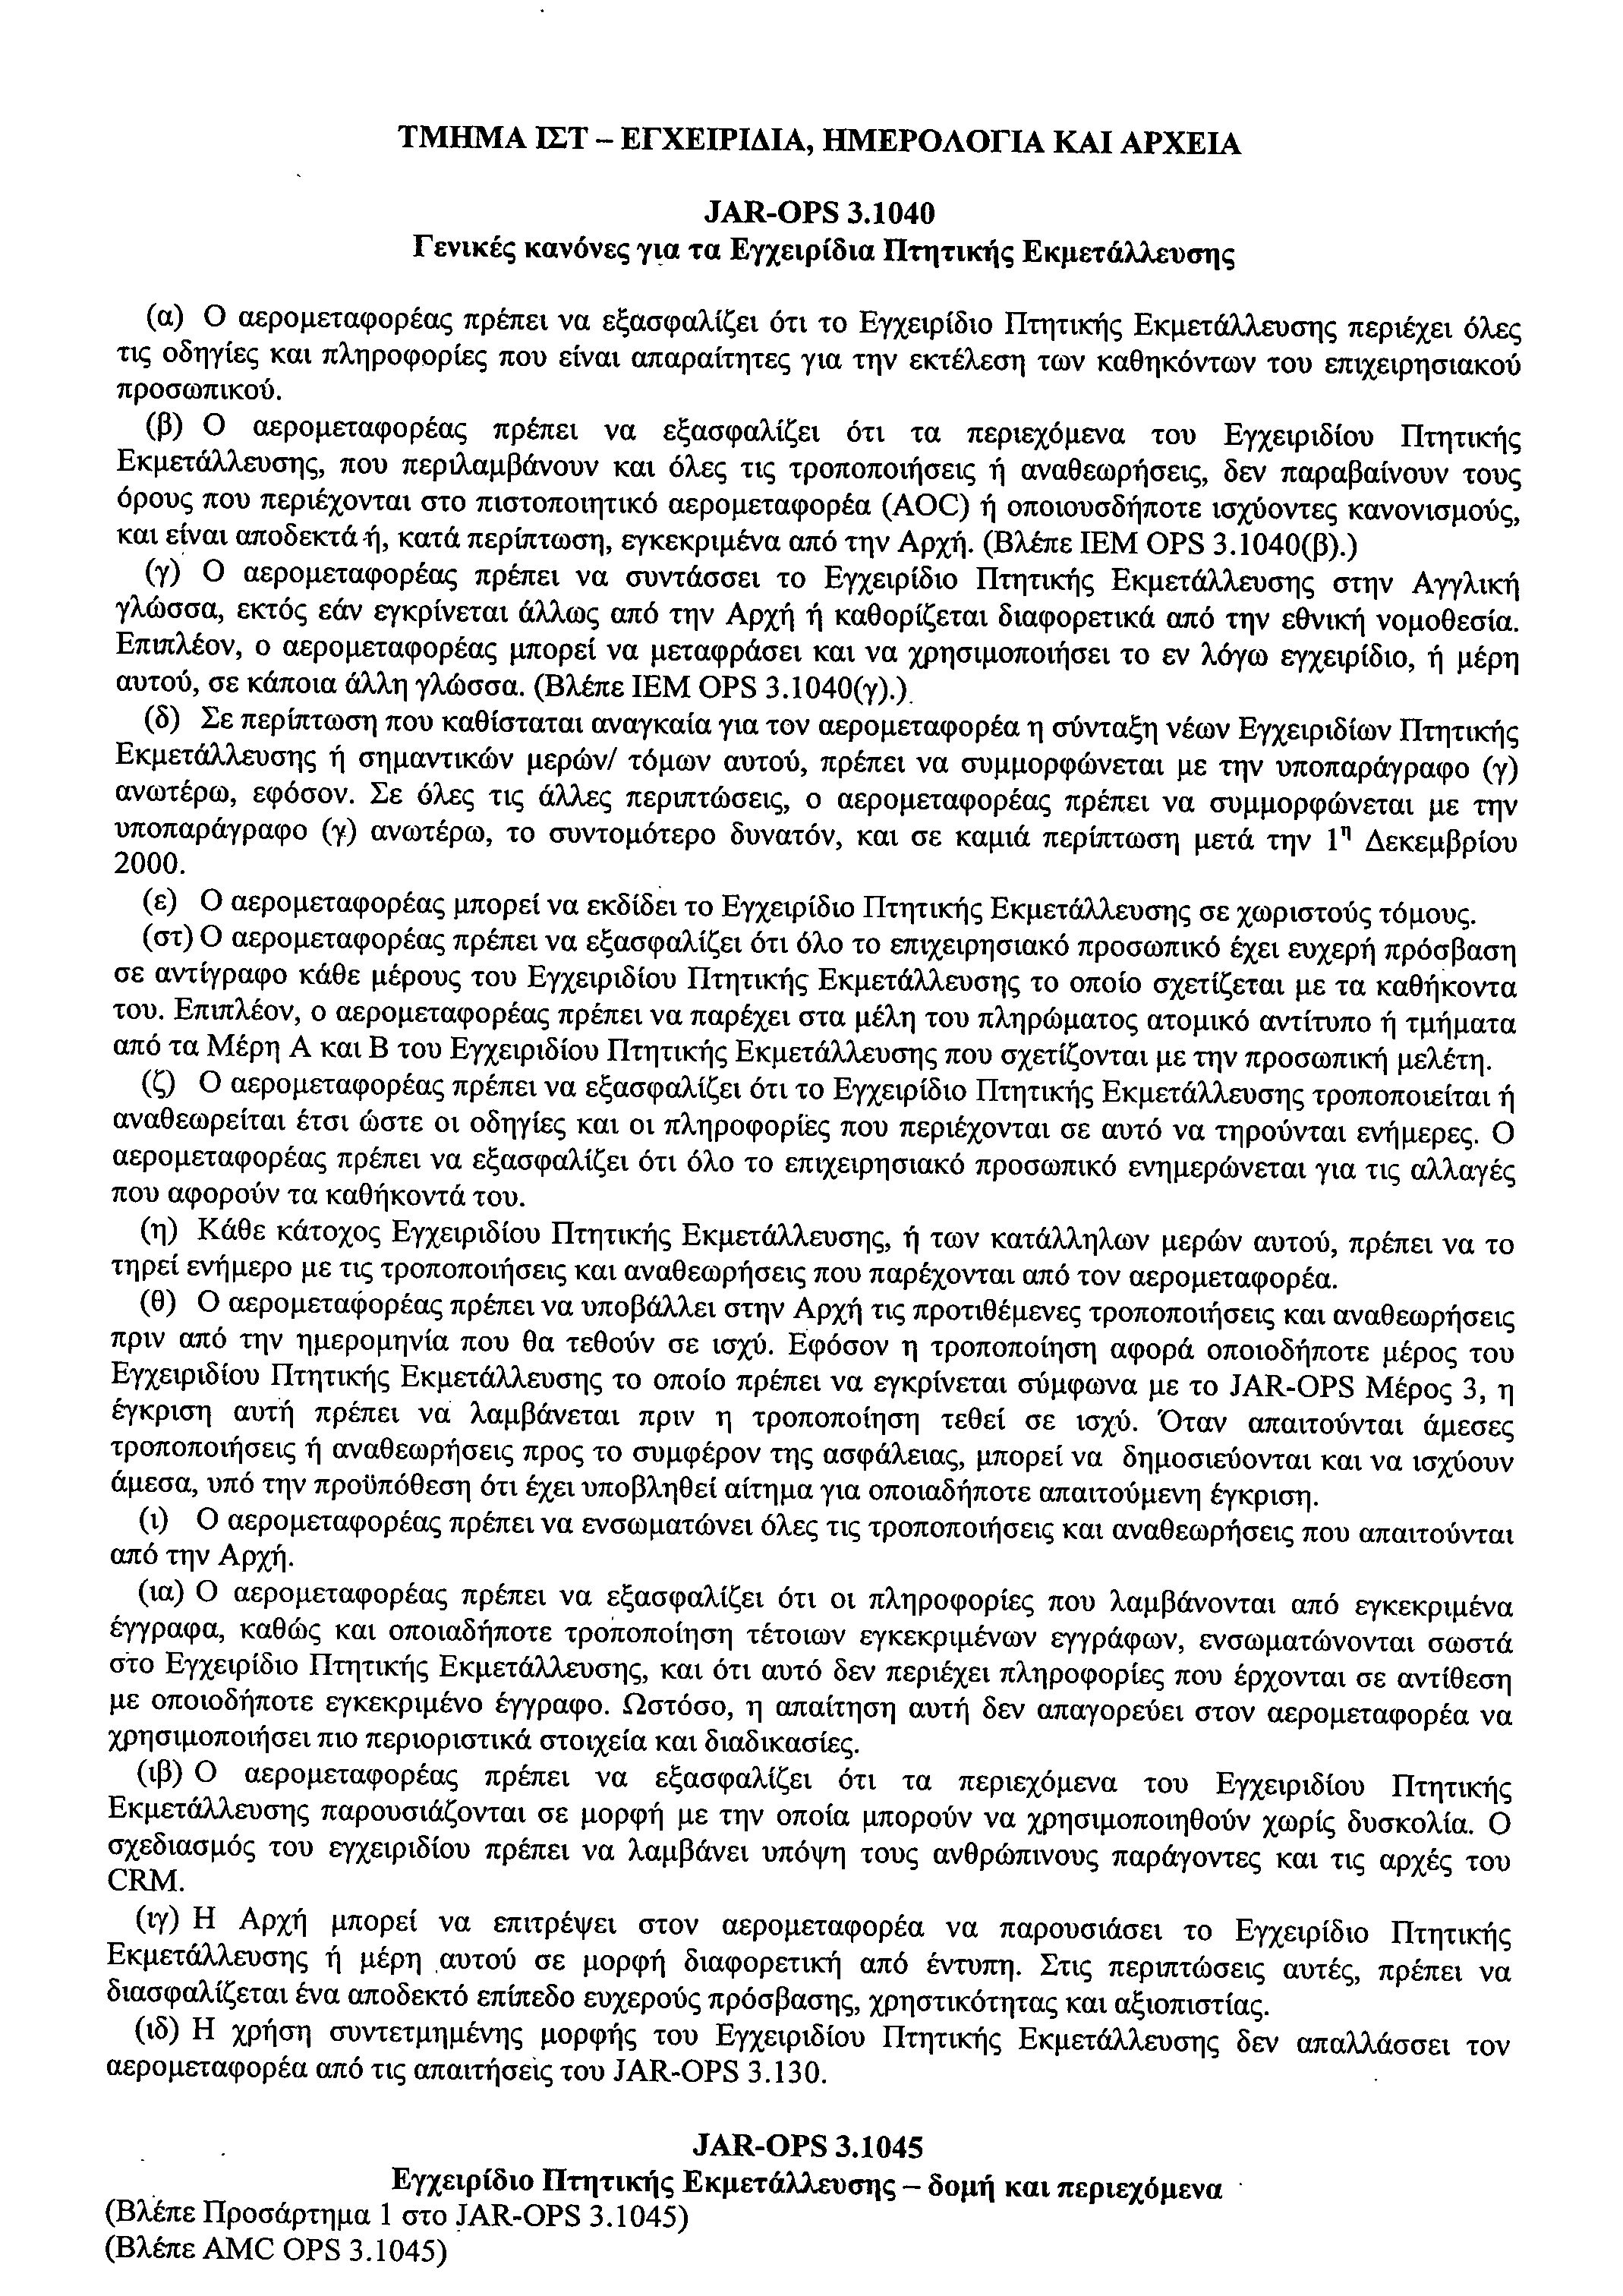 ΤΜΗΜΑ ΙΣΤ – ΕΓΧΕΙΡΙΔΙΑ, ΗΜΕΡΟΛΟΓΙΑ ΚΑΙ ΑΡΧΕΙΑ
JAR-OPS 3.1040
Γενικές κανόνες για τα Εγχειρίδια Πτητικής Εκμετάλλευσης
(α) Ο αερομεταφορέας πρέπει να εξασφαλίζει ότι το Εγχειρίδιο Πτητικής Εκμετάλλευσης περιέχει όλες
τις οδηγίες και πληροφορίες που είναι απαραίτητες για την εκτέλεση των καθηκόντων του επιχειρησιακού
προσωπικού.
(β) Ο αερομεταφορέας πρέπει να εξασφαλίζει ότι τα περιεχόμενα του Εγχειριδίου Πτητικής
Εκμετάλλευσης, που περιλαμβάνουν και όλες τις τροποποιήσεις ή αναθεωρήσεις, δεν παραβαίνουν τους
όρους που περιέχονται στο πιστοποιητικό αερομεταφορέα (AOC) ή οποιουσδήποτε ισχύοντες κανονισμούς,
και είναι αποδεκτά ή, κατά περίπτωση, εγκεκριμένα από την Αρχή. (Βλέπε IEM OPS 3.1040(β).)
(γ) Ο αερομεταφορέας πρέπει να συντάσσει το Εγχειρίδιο Πτητικής Εκμετάλλευσης στην Αγγλική
γλώσσα, εκτός εάν εγκρίνεται άλλως από την Αρχή ή καθορίζεται διαφορετικά από την εθνική νομοθεσία.
Επιπλέον, ο αερομεταφορέας μπορεί να μεταφράσει και να χρησιμοποιήσει το εν λόγω εγχειρίδιο, ή μέρη
αυτού, σε κάποια άλλη γλώσσα. (Βλέπε IEM OPS 3.1040(γ).)
(δ) Σε περίπτωση που καθίσταται αναγκαία για τον αερομεταφορέα η σύνταξη νέων Εγχειριδίων Πτητικής
Εκμετάλλευσης ή σημαντικών μερών/ τόμων αυτού, πρέπει να συμμορφώνεται με την υποπαράγραφο (γ)
ανωτέρω, εφόσον. Σε όλες τις άλλες περιπτώσεις, ο αερομεταφορέας πρέπει να συμμορφώνεται με την
υποπαράγραφο (γ) ανωτέρω, το συντομότερο δυνατόν, και σε καμιά περίπτωση μετά την 1η Δεκεμβρίου
2000.
(ε) Ο αερομεταφορέας μπορεί να εκδίδει το Εγχειρίδιο Πτητικής Εκμετάλλευσης σε χωριστούς τόμους.
(στ) Ο αερομεταφορέας πρέπει να εξασφαλίζει ότι όλο το επιχειρησιακό προσωπικό έχει ευχερή πρόσβαση
σε αντίγραφο κάθε μέρους του Εγχειριδίου Πτητικής Εκμετάλλευσης το οποίο σχετίζεται με τα καθήκοντα
του. Επιπλέον, ο αερομεταφορέας πρέπει να παρέχει στα μέλη του πληρώματος ατομικό αντίτυπο ή τμήματα
από τα Μέρη Α και Β του Εγχειριδίου Πτητικής Εκμετάλλευσης που σχετίζονται με την προσωπική μελέτη.
(ζ) Ο αερομεταφορέας πρέπει να εξασφαλίζει ότι το Εγχειρίδιο Πτητικής Εκμετάλλευσης τροποποιείται ή
αναθεωρείται έτσι ώστε οι οδηγίες και οι πληροφορίες που περιέχονται σε αυτό να τηρούνται ενήμερες. Ο
αερομεταφορέας πρέπει να εξασφαλίζει ότι όλο το επιχειρησιακό προσωπικό ενημερώνεται για τις αλλαγές
που αφορούν τα καθήκοντά του.
(η) Κάθε κάτοχος Εγχειριδίου Πτητικής Εκμετάλλευσης, ή των κατάλληλων μερών αυτού, πρέπει να το
τηρεί ενήμερο με τις τροποποιήσεις και αναθεωρήσεις που παρέχονται από τον αερομεταφορέα.
(θ) Ο αερομεταφορέας πρέπει να υποβάλλει στην Αρχή τις προτιθέμενες τροποποιήσεις και αναθεωρήσεις
πριν από την ημερομηνία που θα τεθούν σε ισχύ. Εφόσον η τροποποίηση αφορά οποιοδήποτε μέρος του
Εγχειριδίου Πτητικής Εκμετάλλευσης το οποίο πρέπει να εγκρίνεται σύμφωνα με το JAR-OPS Μέρος 3, η
έγκριση αυτή πρέπει να λαμβάνεται πριν η τροποποίηση τεθεί σε ισχύ. Όταν απαιτούνται άμεσες
τροποποιήσεις ή αναθεωρήσεις προς το συμφέρον της ασφάλειας, μπορεί να δημοσιεύονται και να ισχύουν
άμεσα, υπό την προϋπόθεση ότι έχει υποβληθεί αίτημα για οποιαδήποτε απαιτούμενη έγκριση.
(ι) Ο αερομεταφορέας πρέπει να ενσωματώνει όλες τις τροποποιήσεις και αναθεωρήσεις που απαιτούνται
από την Αρχή.
(ια) Ο αερομεταφορέας πρέπει να εξασφαλίζει ότι οι πληροφορίες που λαμβάνονται από εγκεκριμένα
έγγραφα, καθώς και οποιαδήποτε τροποποίηση τέτοιων εγκεκριμένων εγγράφων, ενσωματώνονται σωστά
στο Εγχειρίδιο Πτητικής Εκμετάλλευσης, και ότι αυτό δεν περιέχει πληροφορίες που έρχονται σε αντίθεση
με οποιοδήποτε εγκεκριμένο έγγραφο. Ωστόσο, η απαίτηση αυτή δεν απαγορεύει στον αερομεταφορέα να
χρησιμοποιήσει πιο περιοριστικά στοιχεία και διαδικασίες.
(ιβ) Ο αερομεταφορέας πρέπει να εξασφαλίζει ότι τα περιεχόμενα του Εγχειριδίου Πτητικής
Εκμετάλλευσης παρουσιάζονται σε μορφή με την οποία μπορούν να χρησιμοποιηθούν χωρίς δυσκολία. Ο
σχεδιασμός του εγχειριδίου πρέπει να λαμβάνει υπόψη τους ανθρώπινους παράγοντες και τις αρχές του
CRM.
(ιγ) Η Αρχή μπορεί να επιτρέψει στον αερομεταφορέα να παρουσιάσει το Εγχειρίδιο Πτητικής
Εκμετάλλευσης ή μέρη αυτού σε μορφή διαφορετική από έντυπη. Στις περιπτώσεις αυτές, πρέπει να
διασφαλίζεται ένα αποδεκτό επίπεδο ευχερούς πρόσβασης, χρηστικότητας και αξιοπιστίας.
(ιδ) Η χρήση συντετμημένης μορφής του Εγχειριδίου Πτητικής Εκμετάλλευσης δεν απαλλάσσει τον
αερομεταφορέα από τις απαιτήσεις του JAR-OPS 3.130.
JAR-OPS 3.1045
Εγχειρίδιο Πτητικής Εκμετάλλευσης – δομή και περιεχόμενα
(Βλέπε Προσάρτημα 1 στο JAR-OPS 3.1045)
(Βλέπε AMC OPS 3.1045)